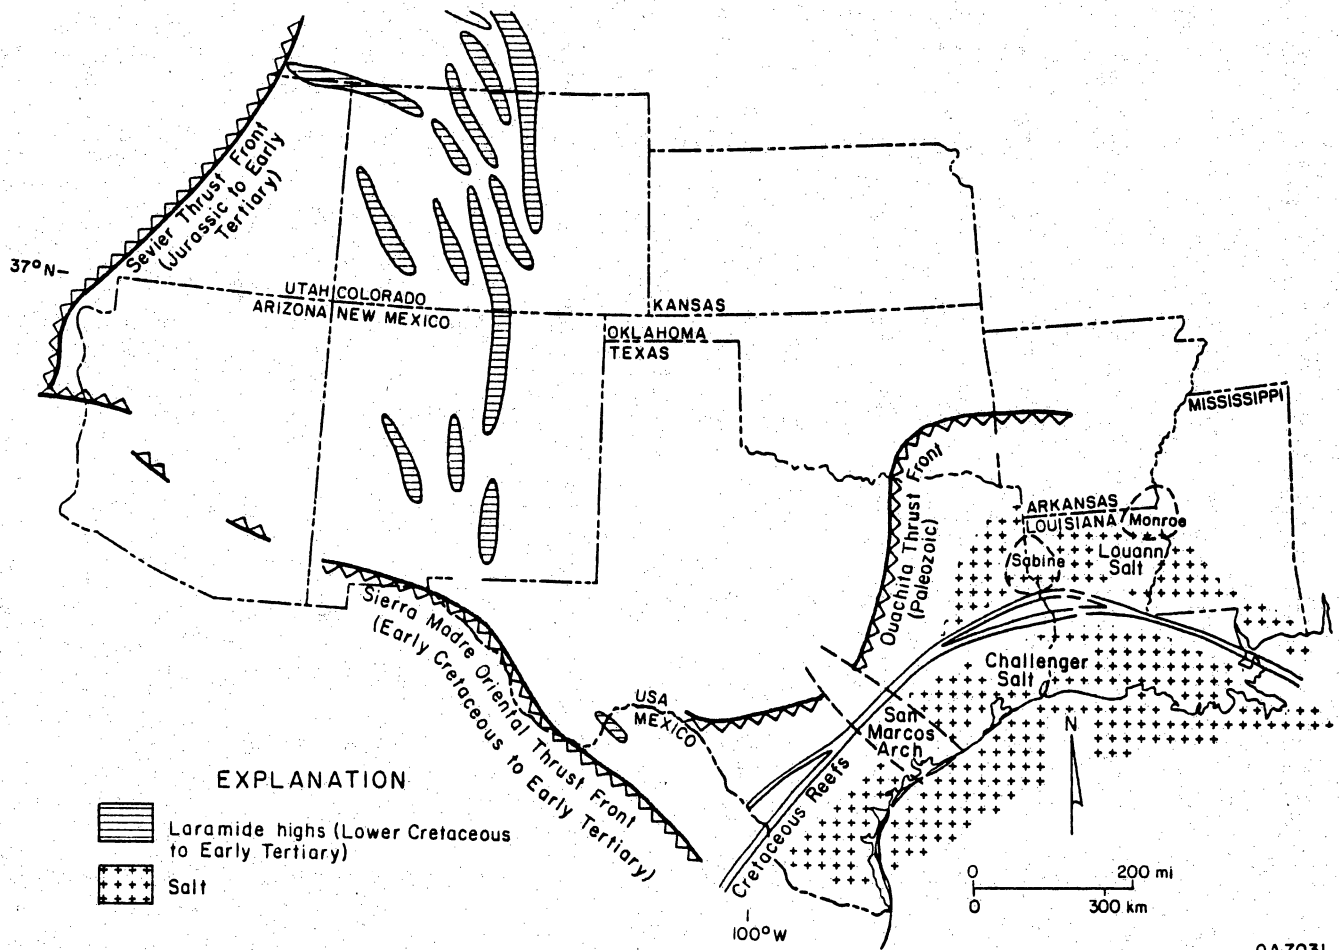 Sevier Thrust Front
(Jurassic to Early
Tertiary)
37°N
UTAH COLORADO
ARIZONA NEW MEXICO
KANSAS
OKLAHOMA
TEXAS
MISSISSIPPI
Ouachita Thrust Front
(Paleozoic)
ARKANSAS
LOUISIANA
Monroe
Sabine
Louann
Salt
Sierra Madre Oriental Thrust Front
(Early Cretaceous to Early Tertiary)
Challenger
Salt
USA
MEXICO
San
Marcos
Arch
N
Cretaceous Reefs
EXPLANATION
Laramide highs (Lower Cretaceous
to Early Tertiary)
Salt
0 200 mi
0 300 km
100°W
QA7031